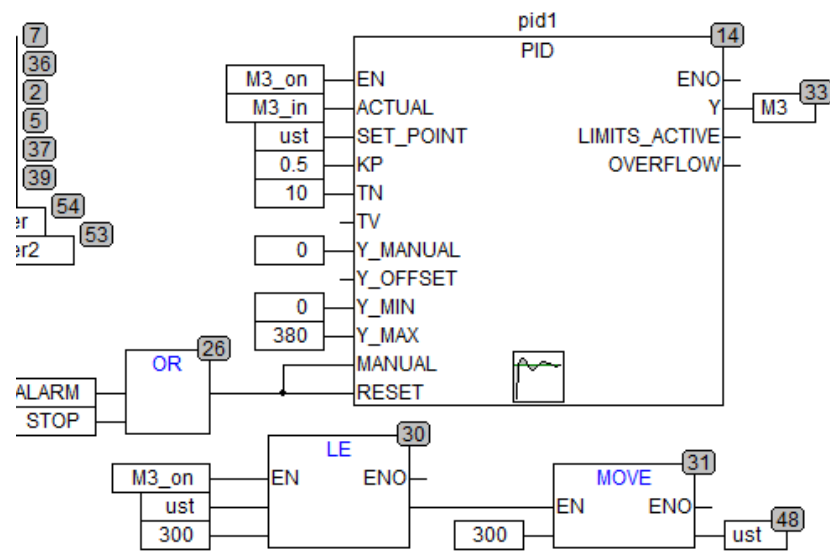 pid1
7
PID
14
36
M3_on EN ENO
2
M3_in ACTUAL Y M3 33
5
ust SET_POINT LIMITS_ACTIVE
37
0.5 KP OVERFLOW
39
10 TN
54
TV
53
0 Y_MANUAL
Y_OFFSET
0 Y_MIN
380 Y_MAX
OR 26
MANUAL
ALARM RESET
STOP
LE 30
M3_on EN ENO
MOVE 31
ust EN ENO
300 300 ust 48